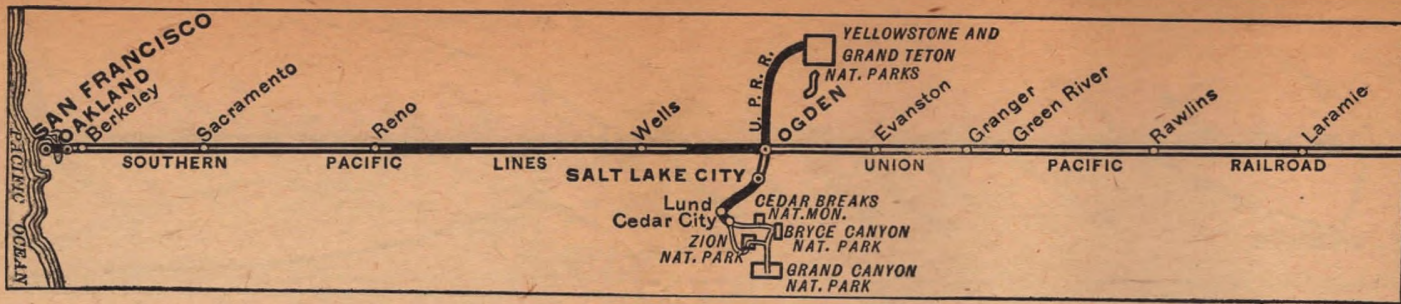 SAN FRANCISCO
OAKLAND
Berkeley
Sacramento
Reno
Wells
U. P. R. R.
YELLOWSTONE AND
GRAND TETON
NAT. PARKS
OGDEN
Evanston
Granger
Green River
Rawlins
Laramie
SOUTHERN PACIFIC LINES
UNION PACIFIC RAILROAD
SALT LAKE CITY
Lund
Cedar City
CEDAR BREAKS
NAT. MON.
BRYCE CANYON
NAT. PARK
ZION
NAT. PARK
GRAND CANYON
NAT. PARK
PACIFIC OCEAN